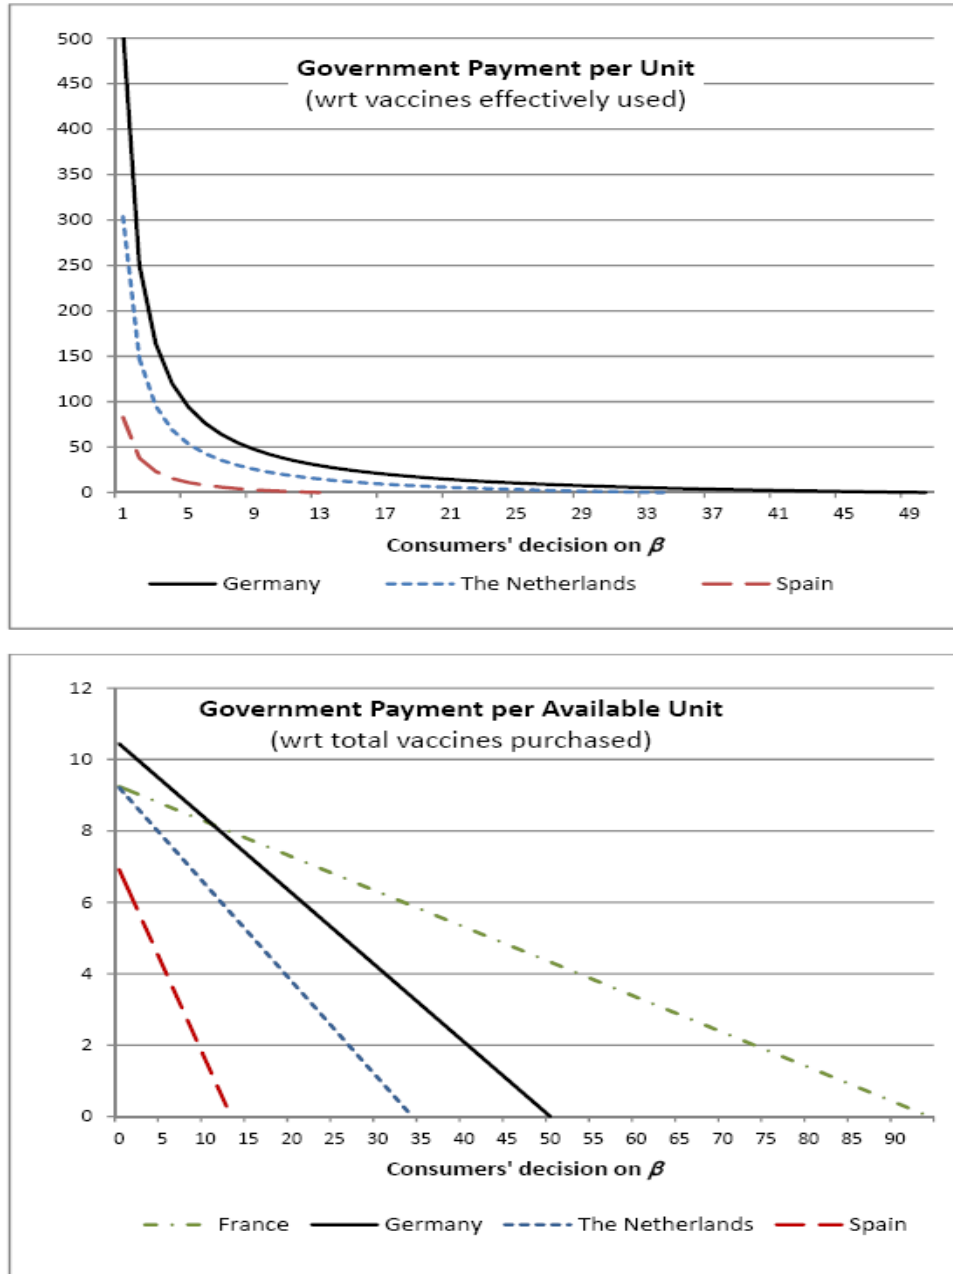 Government Payment per Unit
(wrt vaccines effectively used)
500
450
400
350
300
250
200
150
100
50
0
1 5 9 13 17 21 25 29 33 37 41 45 49
Consumers' decision on β
Germany The Netherlands Spain
Government Payment per Available Unit
(wrt total vaccines purchased)
12
10
8
6
4
2
0
0 5 10 15 20 25 30 35 40 45 50 55 60 65 70 75 80 85 90
Consumers' decision on β
France Germany The Netherlands Spain